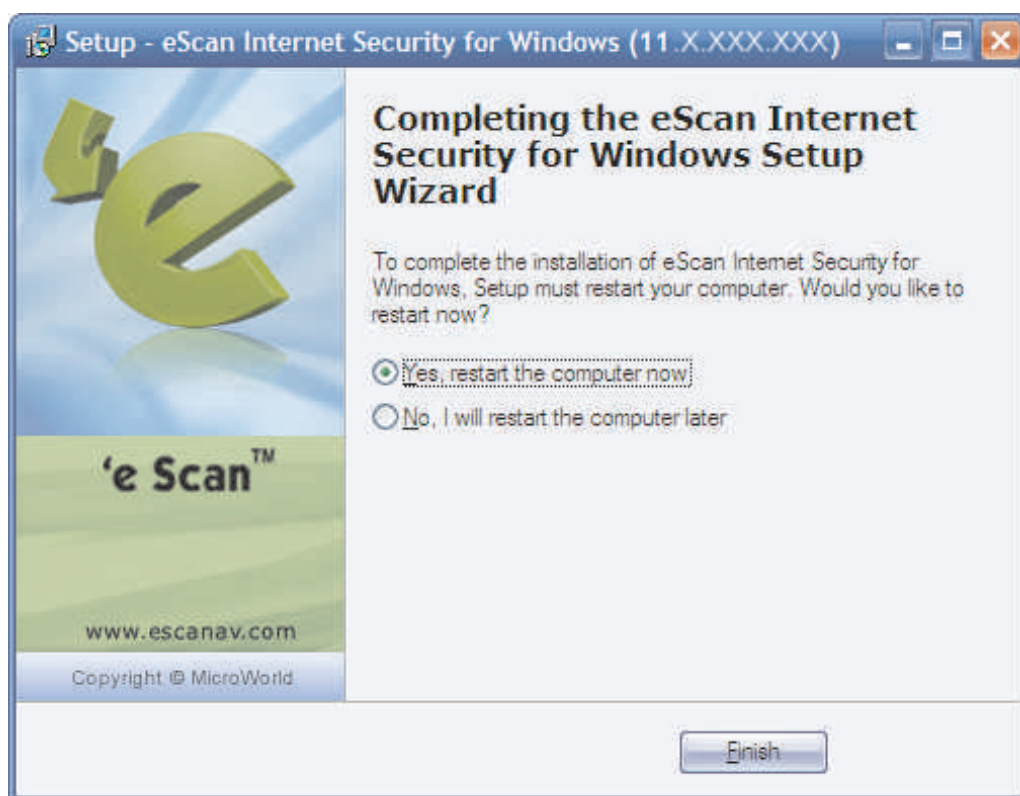 Setup - eScan Internet Security for Windows (11.X.XXX.XXX)
Completing the eScan Internet
Security for Windows Setup
Wizard
To complete the installation of eScan Internet Security for
Windows, Setup must restart your computer. Would you like to
restart now?
Yes, restart the computer now
No, I will restart the computer later
'e
‘e Scan™
www.escanav.com
Copyright © MicroWorld
Finish